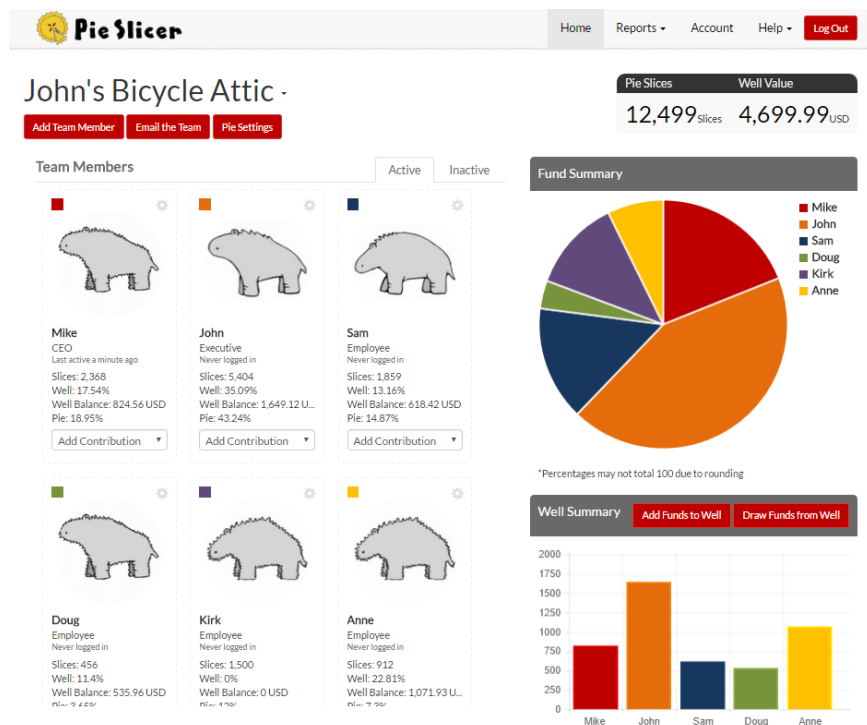 Pie Slicer
Home Reports Account Help Log Out
John's Bicycle Attic
Pie Slices Well Value
12,499 Slices 4,699.99 USD
Add Team Member Email the Team Pie Settings
Team Members
Active Inactive
Mike
CEO
Last active a minute ago
Slices: 2,368
Well: 17.54%
Well Balance: 824.56 USD
Pie: 18.95%
Add Contribution
John
Executive
Never logged in
Slices: 5,404
Well: 35.09%
Well Balance: 1,649.12 U...
Pie: 43.24%
Add Contribution
Sam
Employee
Never logged in
Slices: 1,859
Well: 13.16%
Well Balance: 618.42 USD
Pie: 14.87%
Add Contribution
Doug
Employee
Never logged in
Slices: 456
Well: 11.4%
Well Balance: 535.96 USD
Pie: 3.65%
Kirk
Employee
Never logged in
Slices: 1,500
Well: 0%
Well Balance: 0 USD
Pie: 12%
Anne
Employee
Never logged in
Slices: 912
Well: 22.81%
Well Balance: 1,071.93 U...
Pie: 7.3%
Fund Summary
Mike
John
Sam
Doug
Kirk
Anne
*Percentages may not total 100 due to rounding
Well Summary Add Funds to Well Draw Funds from Well
2000
1750
1500
1250
1000
750
500
250
0
Mike John Sam Doug Anne